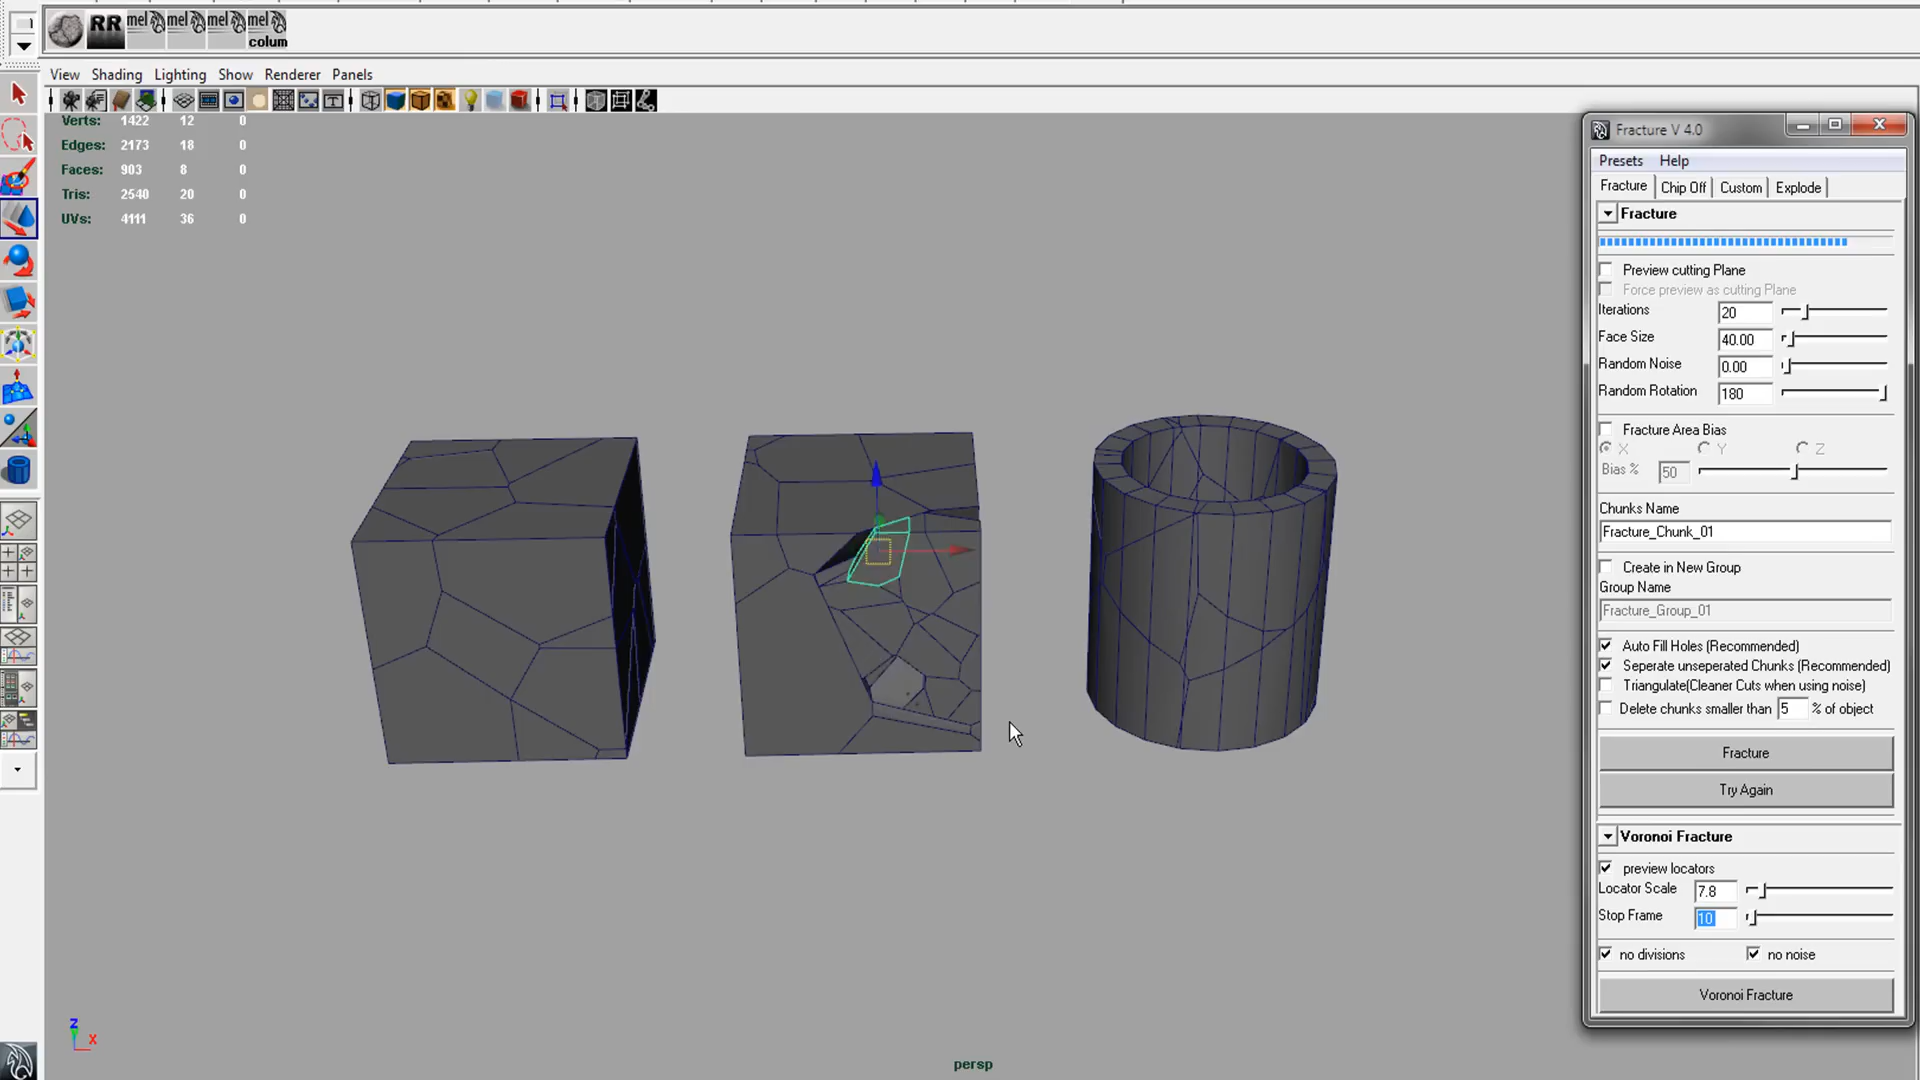 RR
mel
mel
mel
mel
colum
View Shading Lighting Show Renderer Panels
Verts: 1422 12 0
Edges: 2173 18 0
Faces: 903 8 0
Tris: 2540 20 0
UVs: 4111 36 0
Fracture V 4.0
Presets Help
Fracture Chip Off Custom Explode
Fracture
Preview cutting Plane
Force preview as cutting Plane
Iterations 20
Face Size 40.00
Random Noise 0.00
Random Rotation 180
Fracture Area Bias
X Y Z
Bias % 50
Chunks Name
Fracture_Chunk_01
Create in New Group
Group Name
Fracture_Group_01
Auto Fill Holes (Recommended)
Seperate unseperated Chunks (Recommended)
Triangulate(Cleaner Cuts when using noise)
Delete chunks smaller than 5 % of object
Fracture
Try Again
Voronoi Fracture
preview locators
Locator Scale 7.8
Stop Frame 10
no divisions no noise
Voronoi Fracture
Z
X
persp